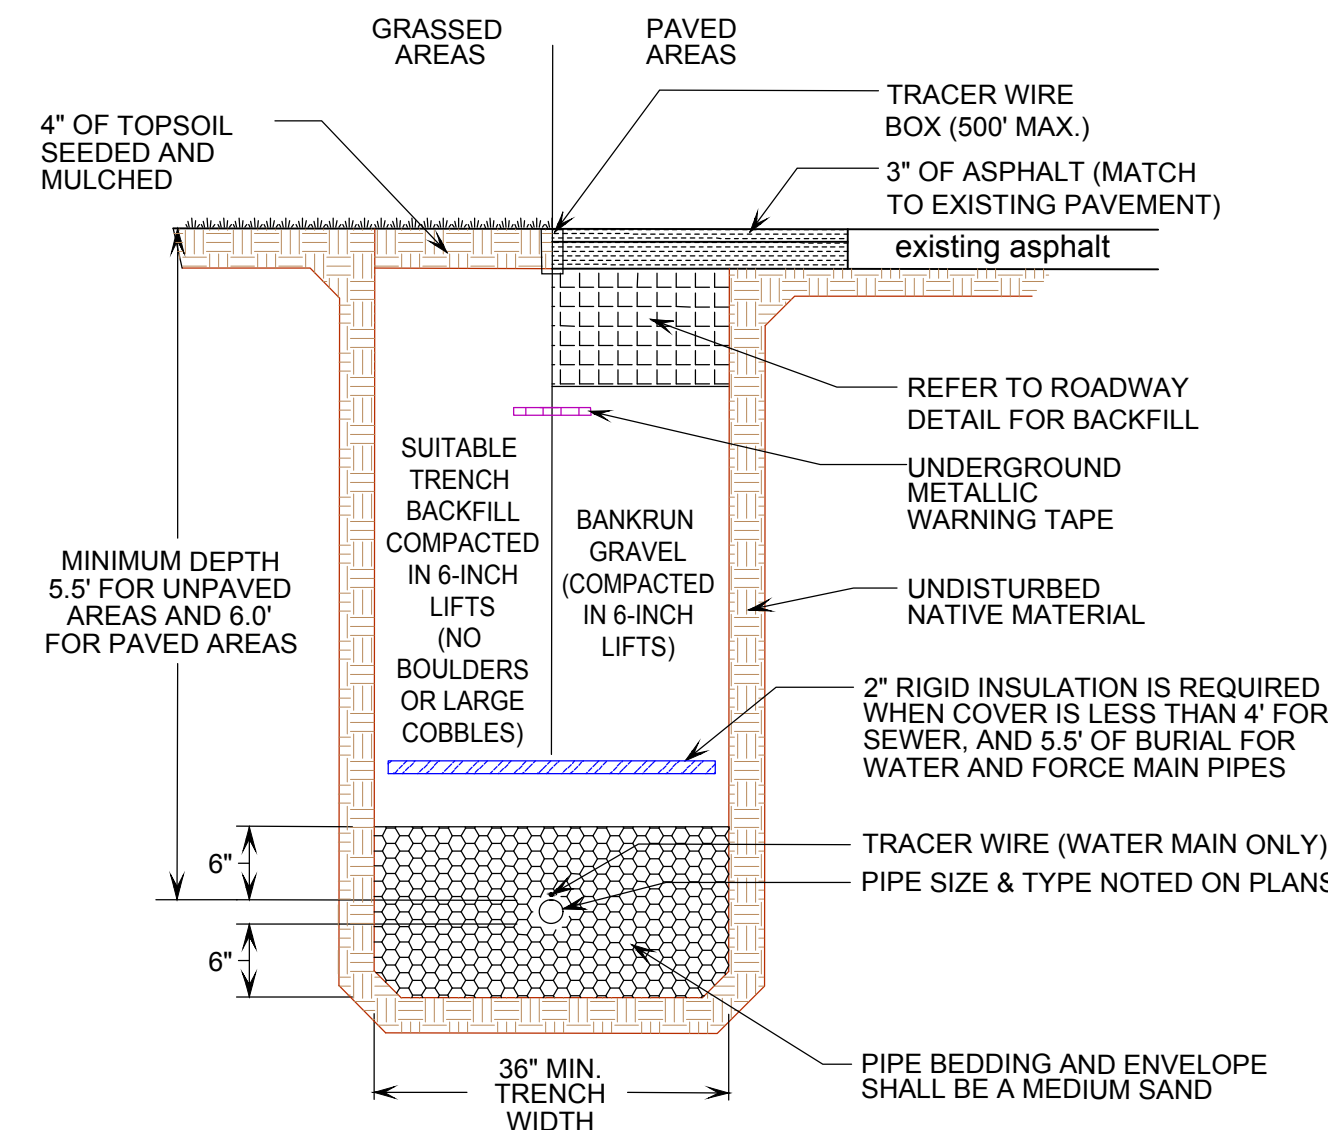 GRASSED
AREAS
PAVED
AREAS
TRACER WIRE
BOX (500' MAX.)
4" OF TOPSOIL
SEEDED AND
MULCHED
3" OF ASPHALT (MATCH
TO EXISTING PAVEMENT)
existing asphalt
REFER TO ROADWAY
DETAIL FOR BACKFILL
UNDERGROUND
METALLIC
WARNING TAPE
SUITABLE
TRENCH
BACKFILL
COMPACTED
IN 6-INCH
LIFTS
(NO
BOULDERS
OR LARGE
COBBLES)
BANKRUN
GRAVEL
(COMPACTED
IN 6-INCH
LIFTS)
MINIMUM DEPTH
5.5' FOR UNPAVED
AREAS AND 6.0'
FOR PAVED AREAS
UNDISTURBED
NATIVE MATERIAL
2" RIGID INSULATION IS REQUIRED
WHEN COVER IS LESS THAN 4' FOR
SEWER, AND 5.5' OF BURIAL FOR
WATER AND FORCE MAIN PIPES
6"
TRACER WIRE (WATER MAIN ONLY)
PIPE SIZE & TYPE NOTED ON PLANS
6"
PIPE BEDDING AND ENVELOPE
SHALL BE A MEDIUM SAND
36" MIN.
TRENCH
WIDTH